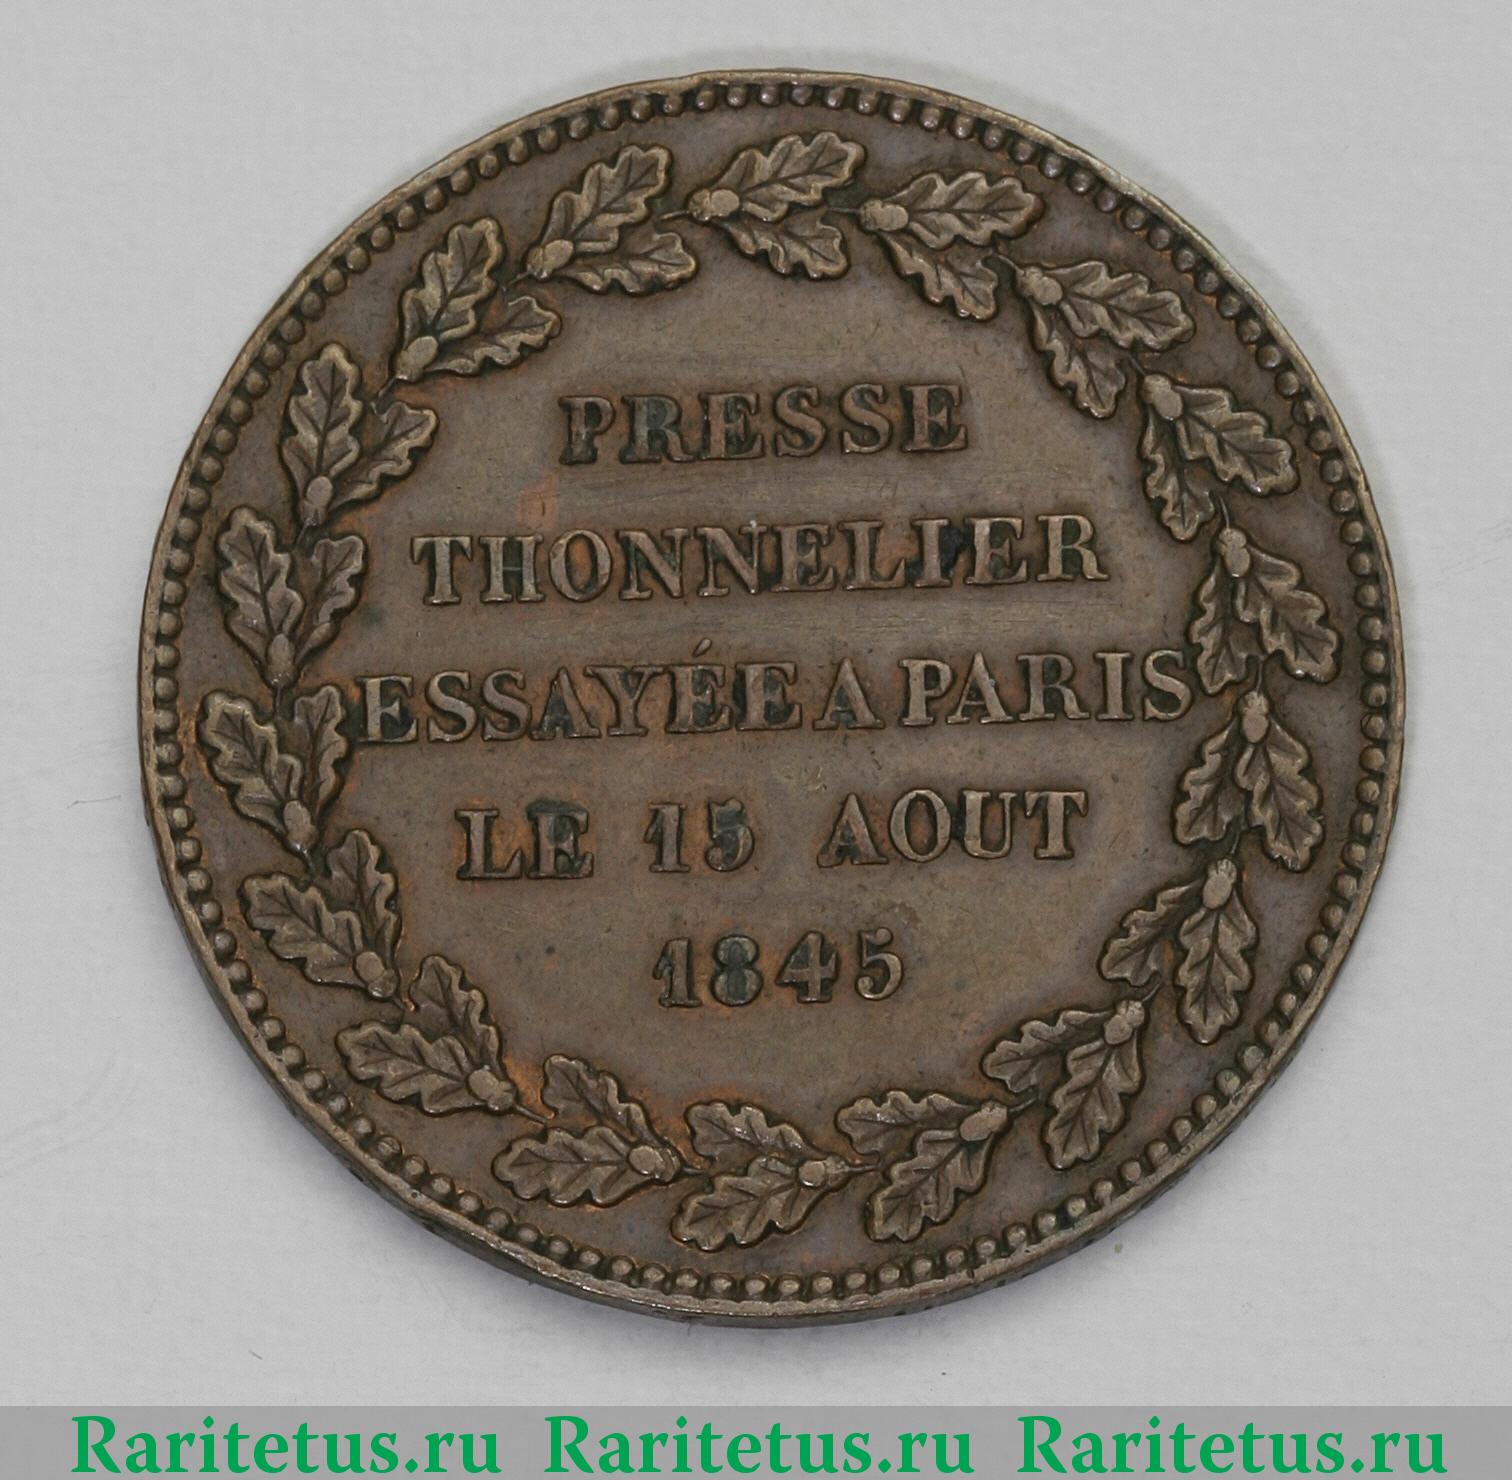 PRESSE
THONNELIER
ESSAYÉE A PARIS
LE 15 AOUT
1845
Raritetus.ru Raritetus.ru Raritetus.ru